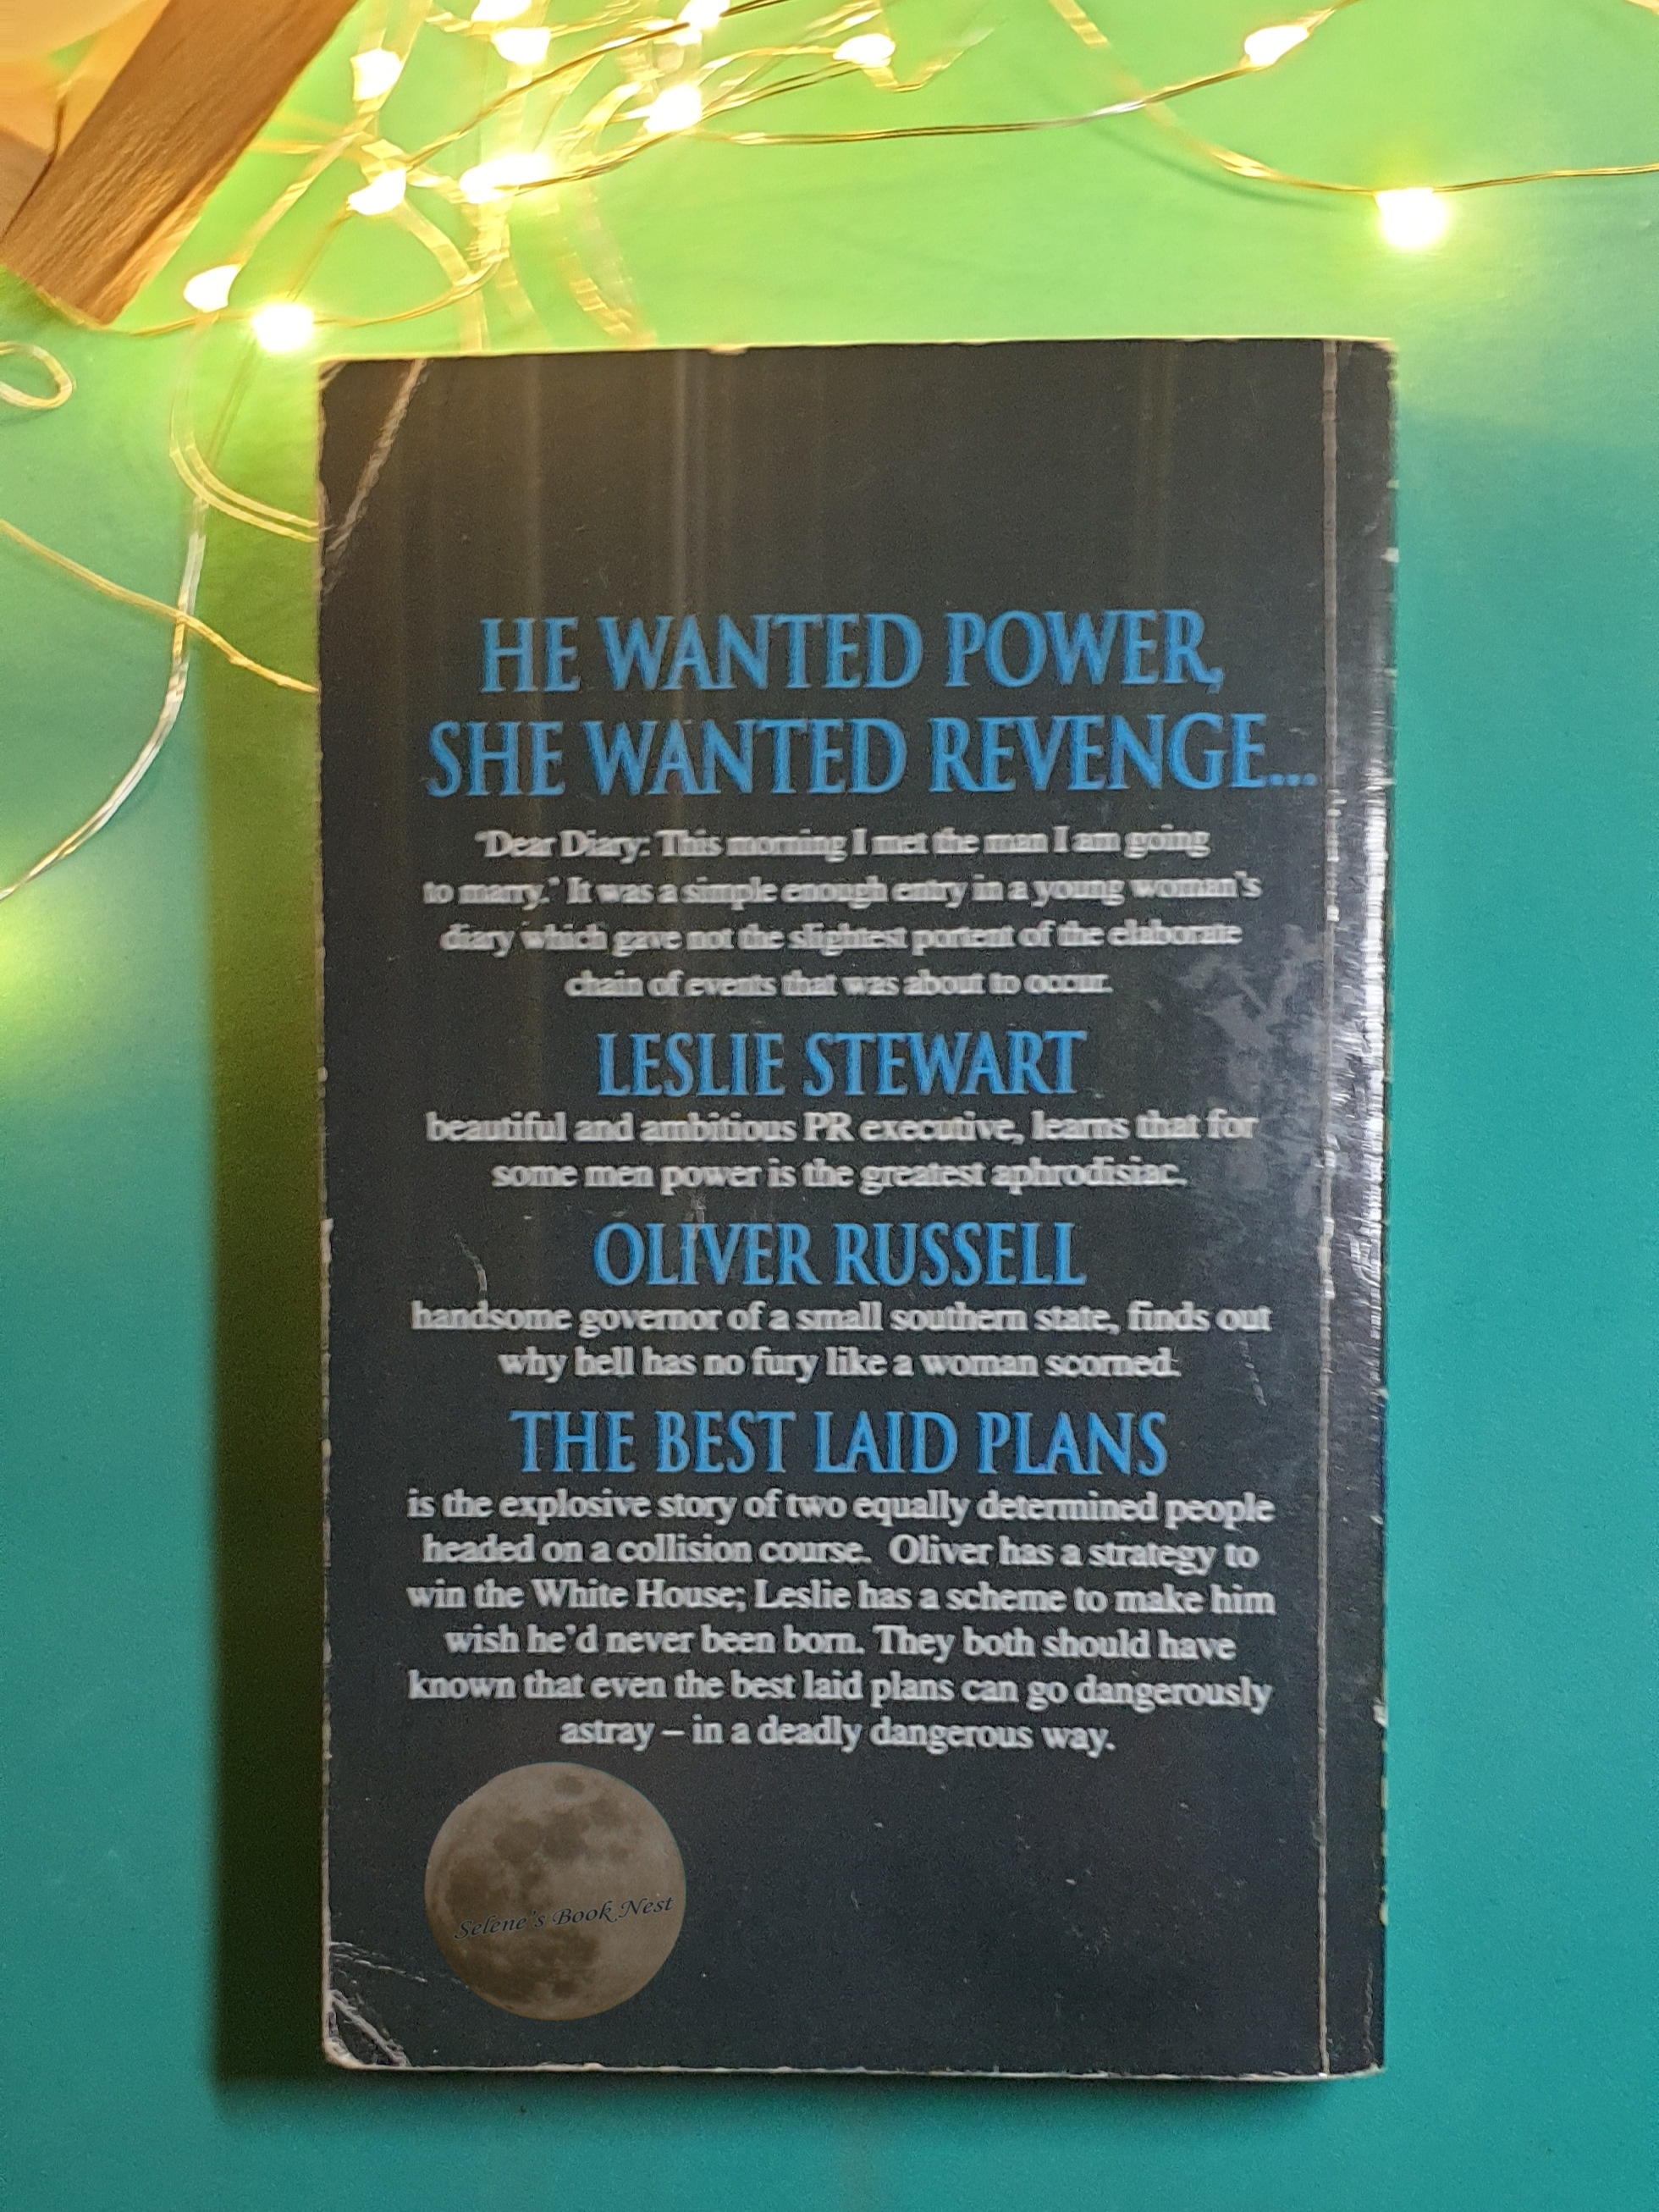 HE WANTED POWER,
SHE WANTED REVENGE...
'Dear Diary: This morning I met the man I am going
to marry.' It was a simple enough entry in a young woman's
diary which gave not the slightest portent of the elaborate
chain of events that was about to occur.
LESLIE STEWART
beautiful and ambitious PR executive, learns that for
some men power is the greatest aphrodisiac.
OLIVER RUSSELL
handsome governor of a small southern state, finds out
why hell has no fury like a woman scorned.
THE BEST LAID PLANS
is the explosive story of two equally determined people
headed on a collision course. Oliver has a strategy to
win the White House; Leslie has a scheme to make him
wish he'd never been born. They both should have
known that even the best laid plans can go dangerously
astray – in a deadly dangerous way.
Selene's Book Nest